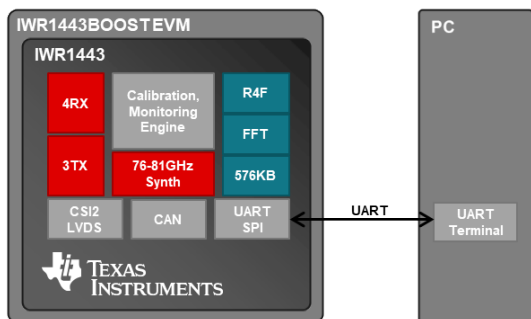 IWR1443BOOSTEVM
IWR1443
4RX
Calibration,
Monitoring
Engine
R4F
FFT
3TX
76-81GHz
Synth
576KB
CSI2
LVDS
CAN
UART
SPI
TEXAS
INSTRUMENTS
UART
PC
UART
Terminal